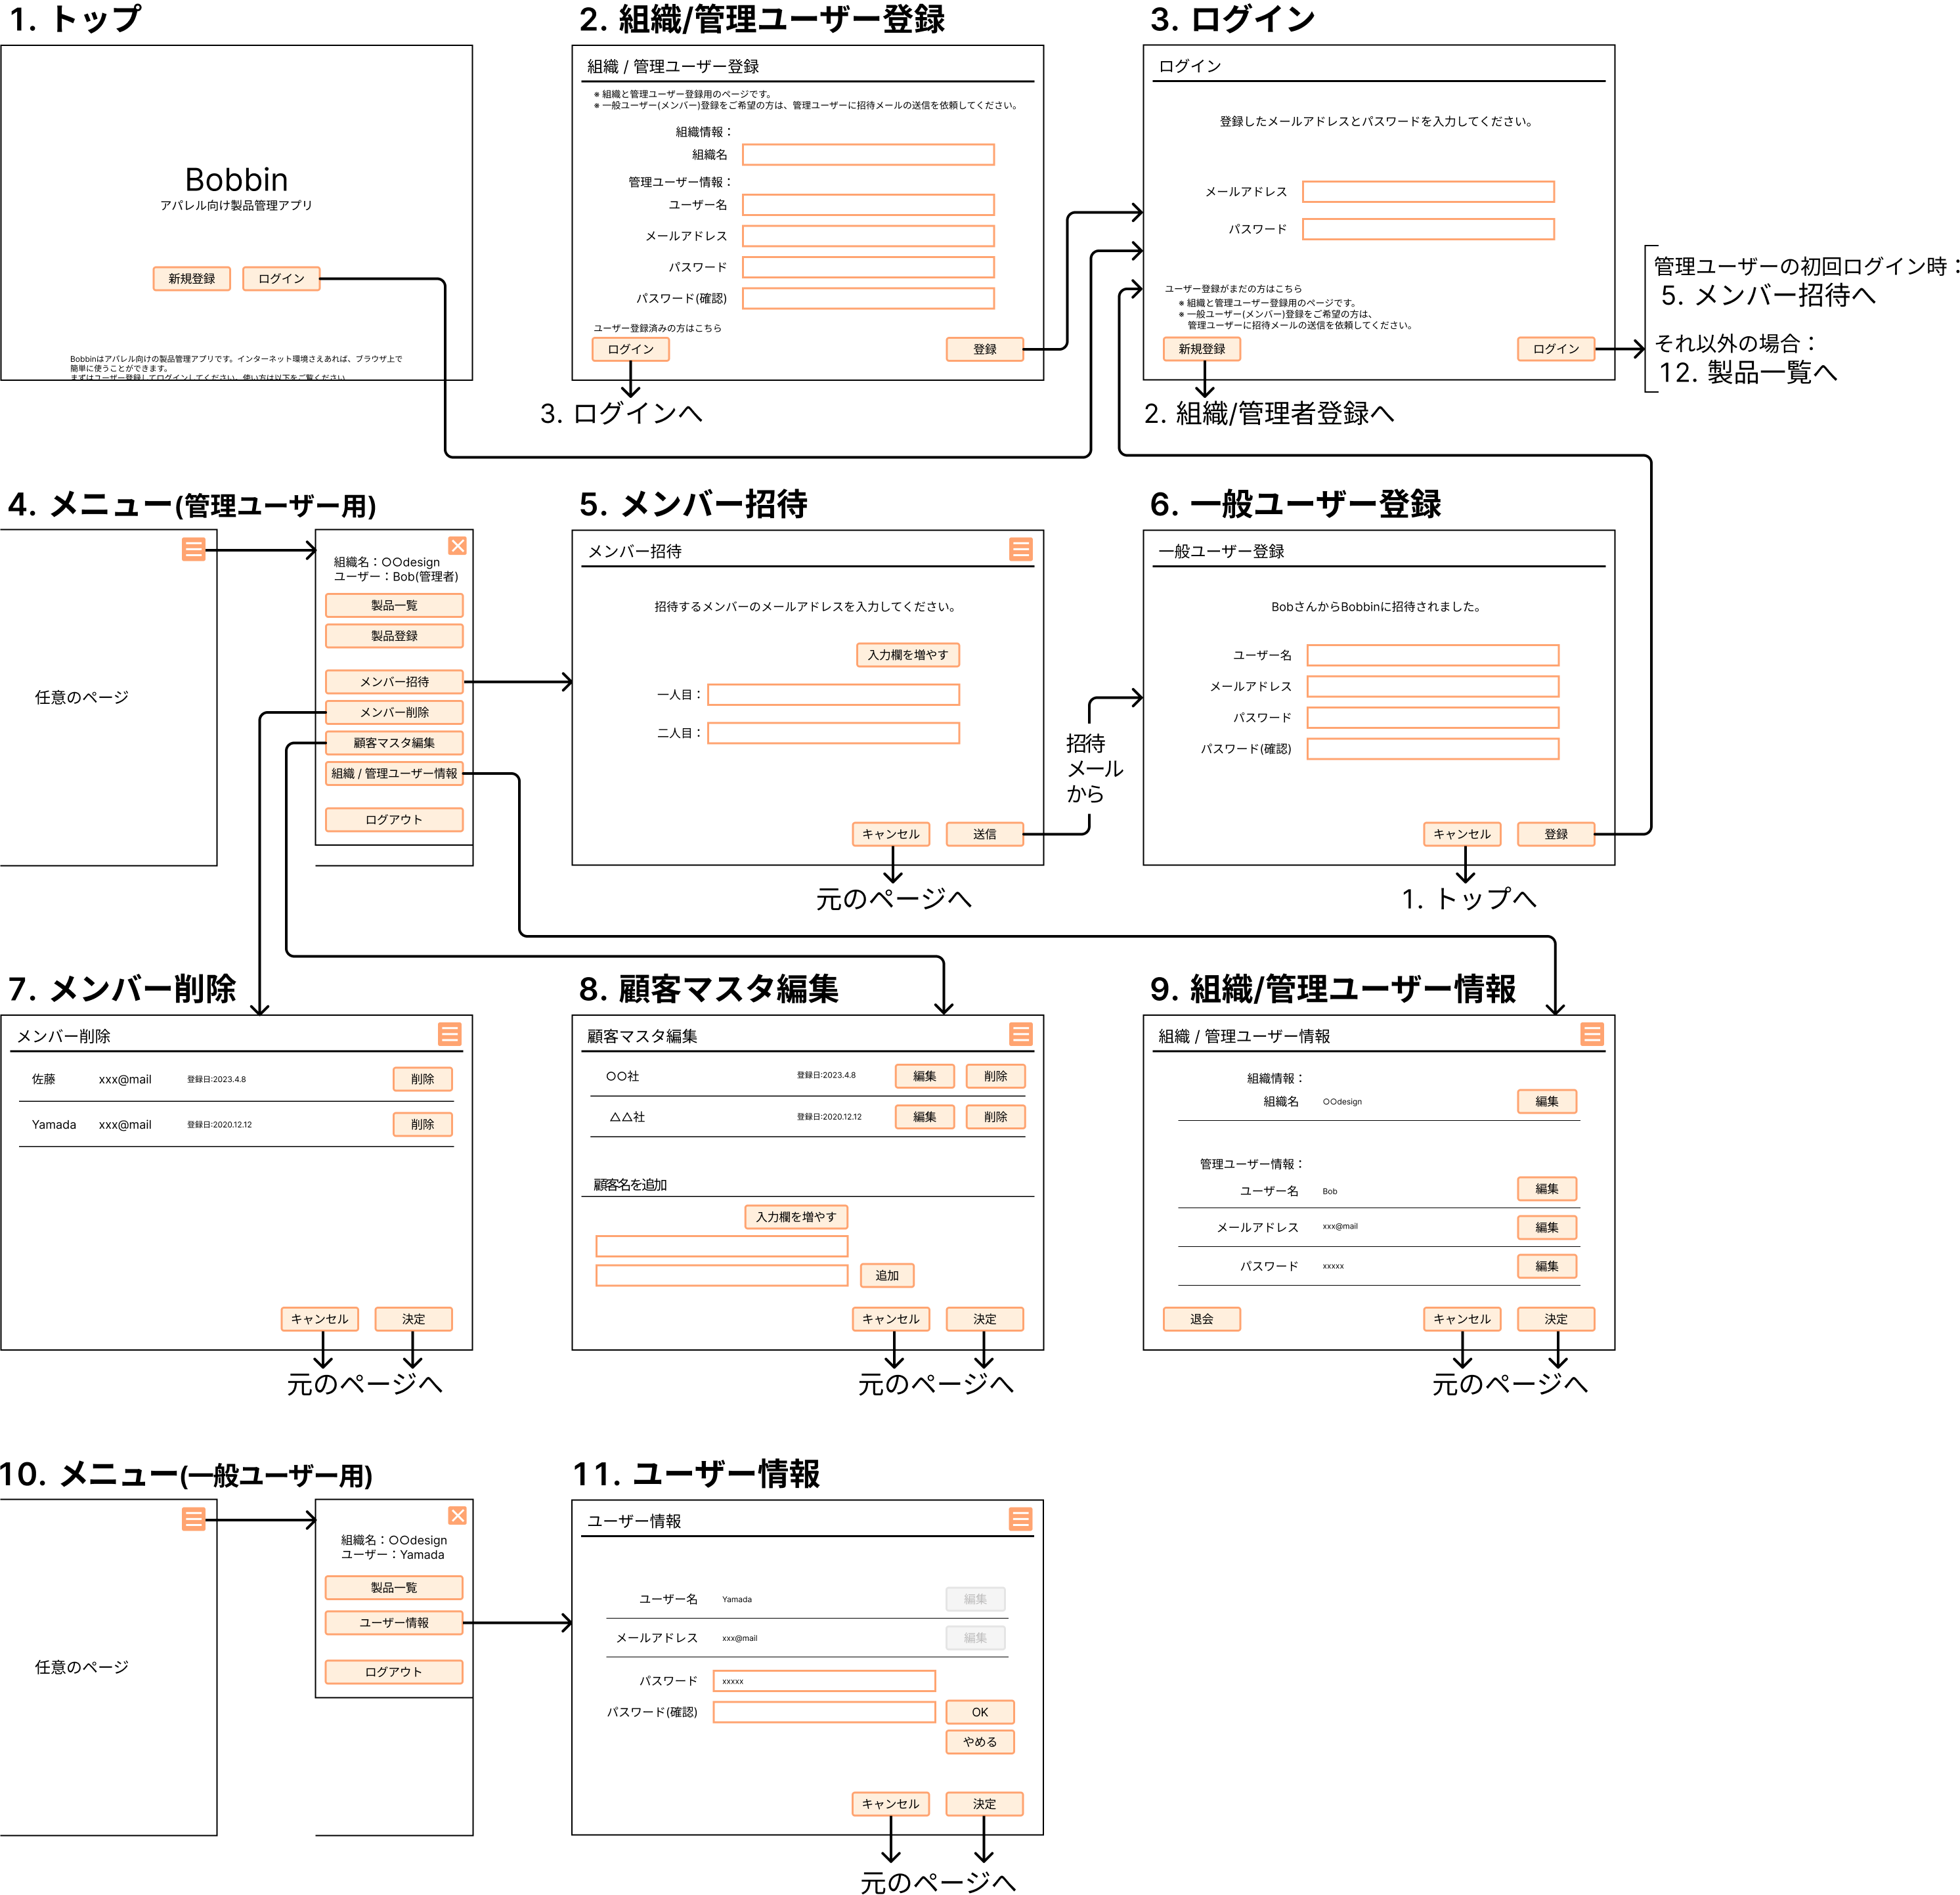 1. トップ
Bobbin
アパレル向け製品管理アプリ
新規登録
ログイン
Bobbinはアパレル向けの製品管理アプリです。インターネット環境さえあれば、ブラウザ上で
簡単に使うことができます。
まずはユーザー登録してログインしてください。使い方は以下をご覧ください
2. 組織/管理ユーザー登録
組織 / 管理ユーザー登録
※ 組織と管理ユーザー登録用のページです。
※ 一般ユーザー(メンバー)登録をご希望の方は、管理ユーザーに招待メールの送信を依頼してください。
組織情報：
組織名
管理ユーザー情報：
ユーザー名
メールアドレス
パスワード
パスワード(確認)
ユーザー登録済みの方はこちら
ログイン
登録
3. ログインへ
3. ログイン
ログイン
登録したメールアドレスとパスワードを入力してください。
メールアドレス
パスワード
ユーザー登録がまだの方はこちら
※ 組織と管理ユーザー登録用のページです。
※ 一般ユーザー(メンバー)登録をご希望の方は、
管理ユーザーに招待メールの送信を依頼してください。
新規登録
ログイン
2. 組織/管理者登録へ
管理ユーザーの初回ログイン時：
5. メンバー招待へ
それ以外の場合：
12. 製品一覧へ
4. メニュー(管理ユーザー用)
任意のページ
組織名：〇〇design
ユーザー：Bob(管理者)
製品一覧
製品登録
メンバー招待
メンバー削除
顧客マスタ編集
組織 / 管理ユーザー情報
ログアウト
5. メンバー招待
メンバー招待
招待するメンバーのメールアドレスを入力してください。
入力欄を増やす
一人目：
二人目：
キャンセル
送信
元のページへ
招待
メール
から
6. 一般ユーザー登録
一般ユーザー登録
BobさんからBobbinに招待されました。
ユーザー名
メールアドレス
パスワード
パスワード(確認)
キャンセル
登録
1. トップへ
7. メンバー削除
メンバー削除
佐藤 xxx@mail 登録日:2023.4.8 削除
Yamada xxx@mail 登録日:2020.12.12 削除
キャンセル
決定
元のページへ
8. 顧客マスタ編集
顧客マスタ編集
〇〇社 登録日:2023.4.8 編集 削除
△△社 登録日:2020.12.12 編集 削除
顧客名を追加
入力欄を増やす
追加
キャンセル
決定
元のページへ
9. 組織/管理ユーザー情報
組織 / 管理ユーザー情報
組織情報：
組織名 〇〇design 編集
管理ユーザー情報：
ユーザー名 Bob 編集
メールアドレス xxx@mail 編集
パスワード xxxxx 編集
退会
キャンセル
決定
元のページへ
10. メニュー(一般ユーザー用)
任意のページ
組織名：〇〇design
ユーザー：Yamada
製品一覧
ユーザー情報
ログアウト
11. ユーザー情報
ユーザー情報
ユーザー名 Yamada 編集
メールアドレス xxx@mail 編集
パスワード xxxxx
パスワード(確認) OK
やめる
キャンセル
決定
元のページへ